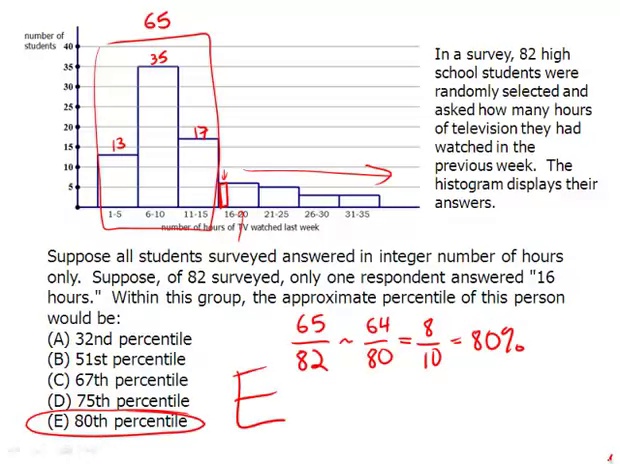 65
number of
students
40
35
30
25
20
15
10
5
35
13
17
1-5 6-10 11-15 16-20 21-25 26-30 31-35
number of hours of TV watched last week
In a survey, 82 high
school students were
randomly selected and
asked how many hours
of television they had
watched in the
previous week. The
histogram displays their
answers.
Suppose all students surveyed answered in integer number of hours
only. Suppose, of 82 surveyed, only one respondent answered "16
hours." Within this group, the approximate percentile of this person
would be:
(A) 32nd percentile
(B) 51st percentile
(C) 67th percentile
(D) 75th percentile
(E) 80th percentile
65/82 ~ 64/80 = 8/10 = 80%
E